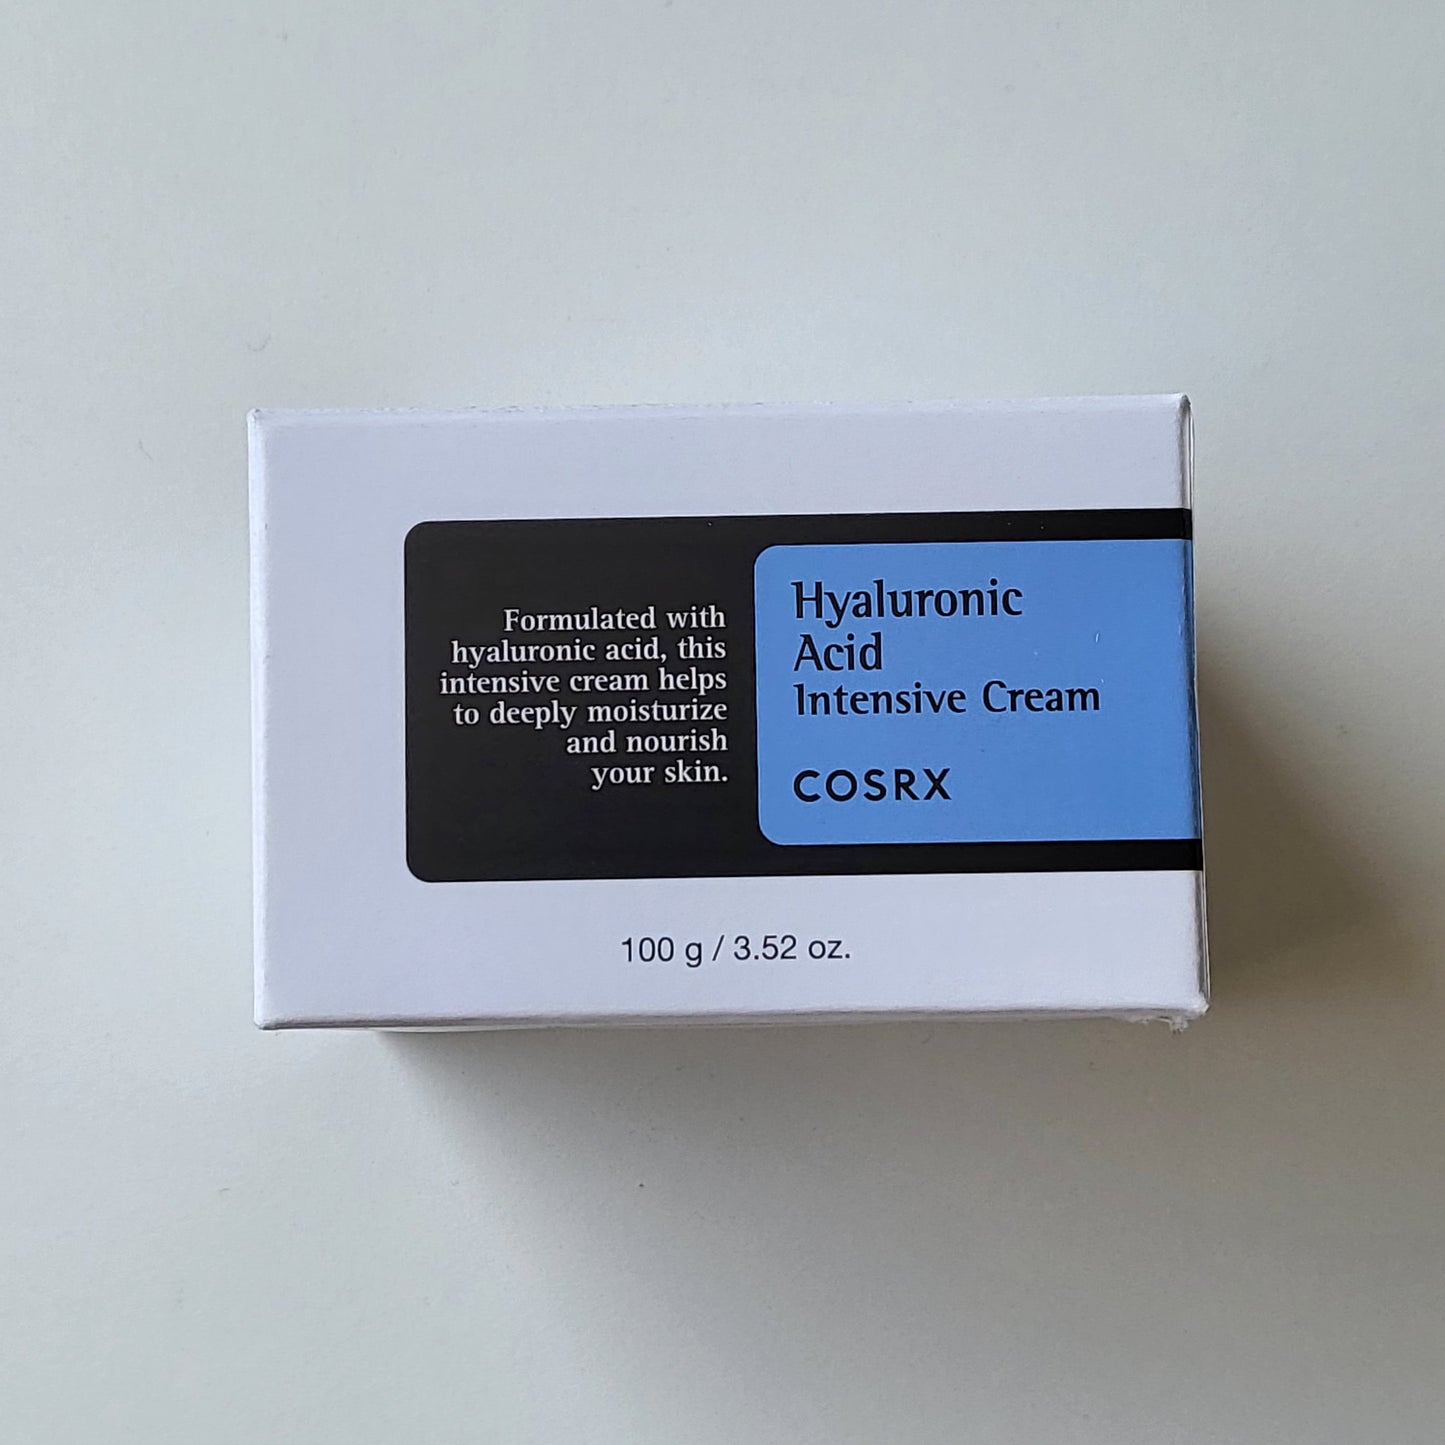 Formulated with
hyaluronic acid, this
intensive cream helps
to deeply moisturize
and nourish
your skin.
Hyaluronic
Acid
Intensive Cream
COSRX
100 g / 3.52 oz.